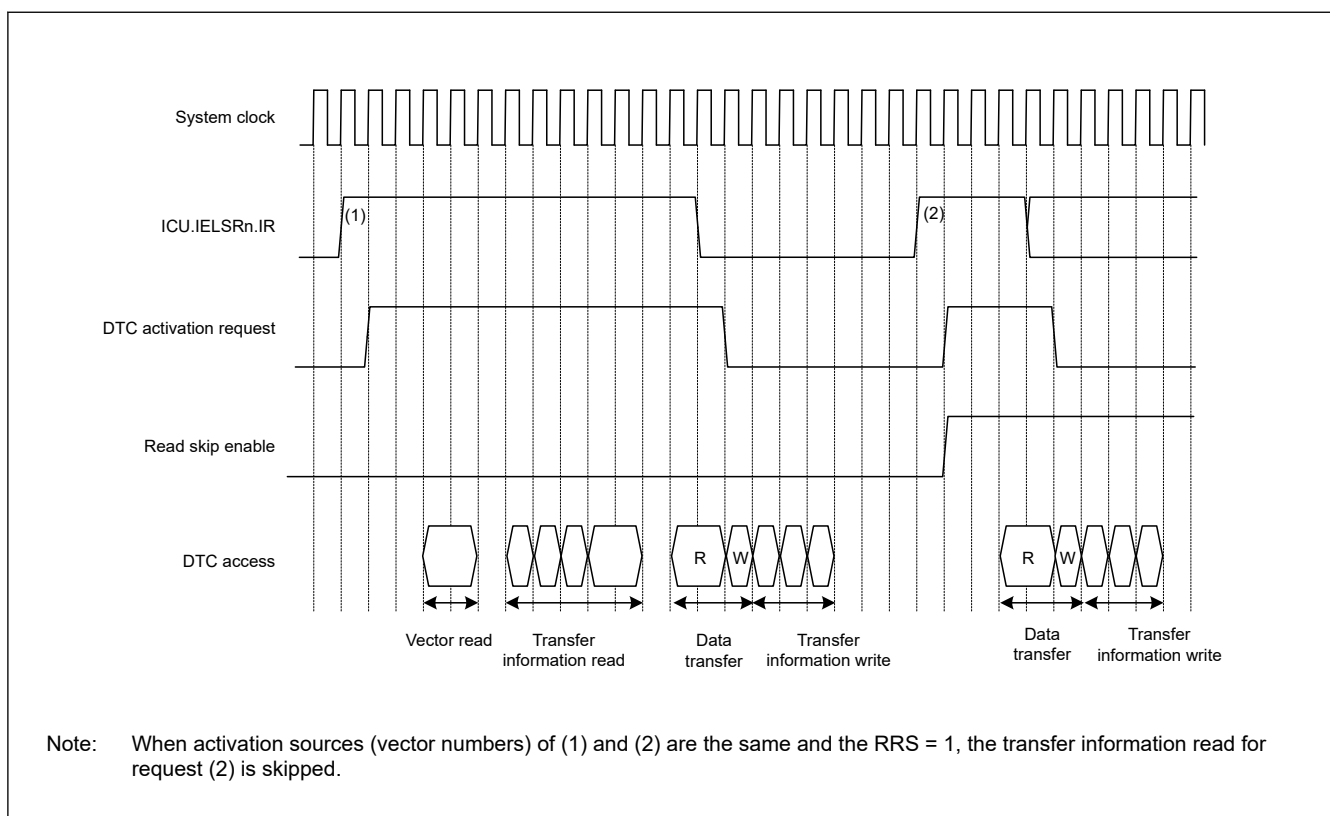 System clock
ICU.IELSRn.IR
(1)
(2)
DTC activation request
Read skip enable
DTC access
R
W
R
W
Vector read
Transfer
information read
Data
transfer
Transfer
information write
Data
transfer
Transfer
information write
Note: When activation sources (vector numbers) of (1) and (2) are the same and the RRS = 1, the transfer information read for
request (2) is skipped.